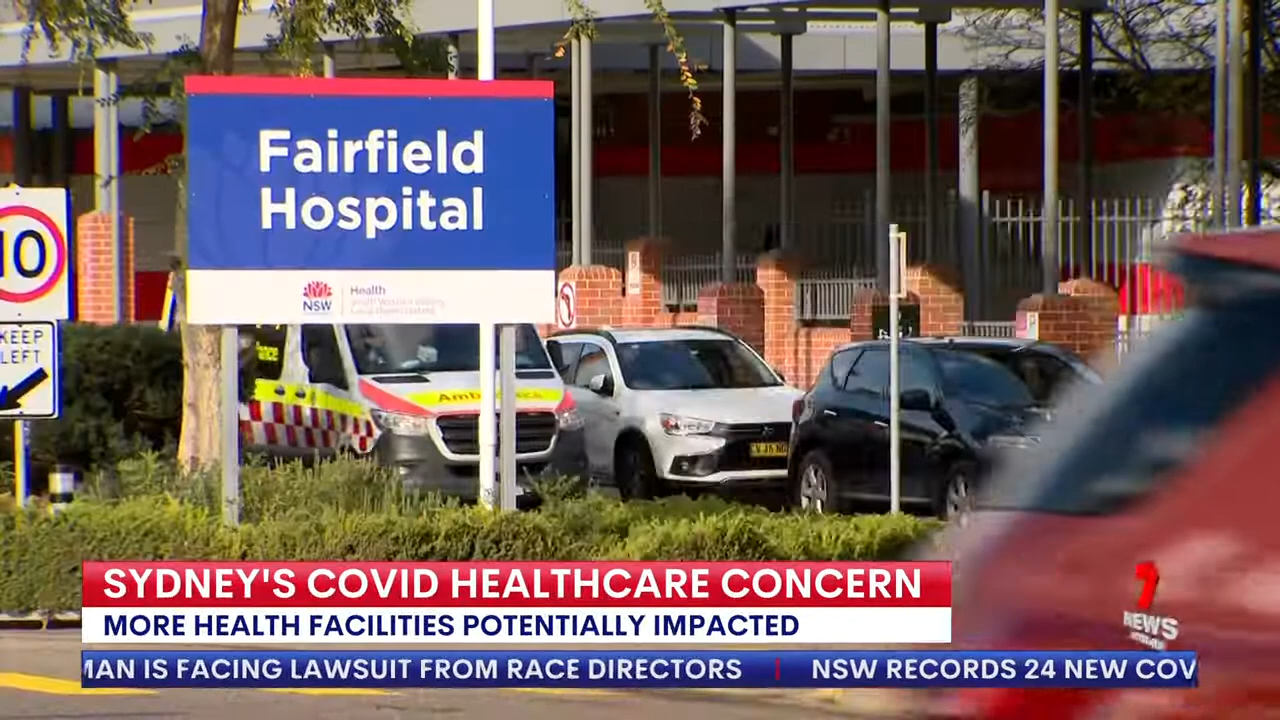 Fairfield
Hospital
NSW
Health
10
KEEP
LEFT
SYDNEY'S COVID HEALTHCARE CONCERN
MORE HEALTH FACILITIES POTENTIALLY IMPACTED
7
NEWS
MAN IS FACING LAWSUIT FROM RACE DIRECTORS | NSW RECORDS 24 NEW COV